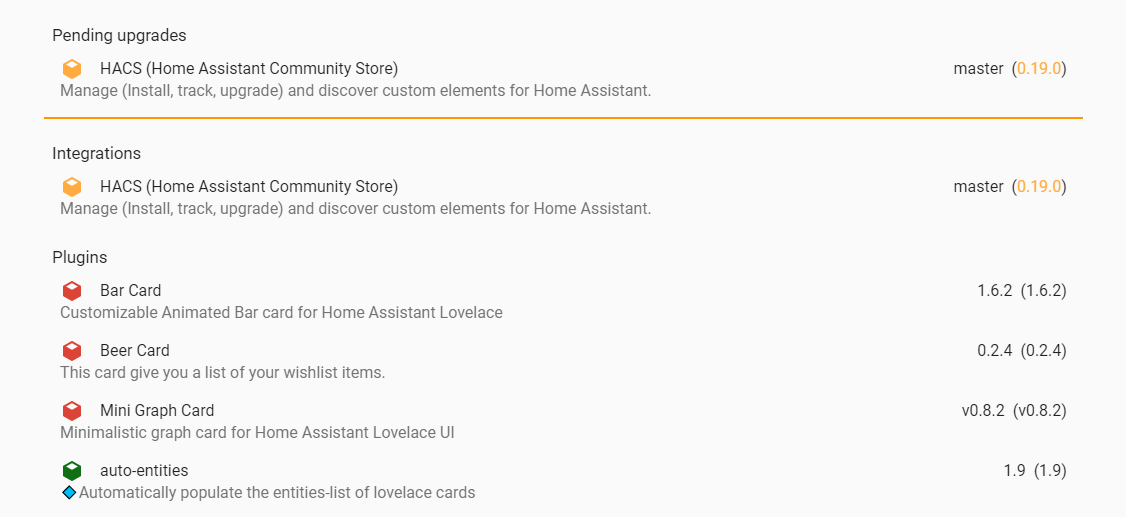 Pending upgrades
HACS (Home Assistant Community Store) master (0.19.0)
Manage (Install, track, upgrade) and discover custom elements for Home Assistant.
Integrations
HACS (Home Assistant Community Store) master (0.19.0)
Manage (Install, track, upgrade) and discover custom elements for Home Assistant.
Plugins
Bar Card 1.6.2 (1.6.2)
Customizable Animated Bar card for Home Assistant Lovelace
Beer Card 0.2.4 (0.2.4)
This card give you a list of your wishlist items.
Mini Graph Card v0.8.2 (v0.8.2)
Minimalistic graph card for Home Assistant Lovelace UI
auto-entities 1.9 (1.9)
Automatically populate the entities-list of lovelace cards